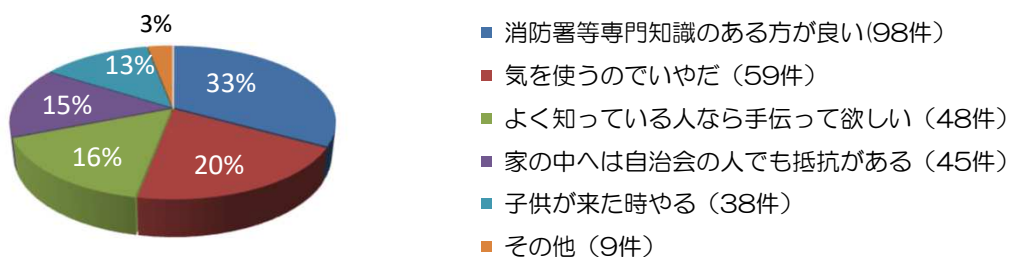 3%
33%
13%
15%
16%
20%
消防署等専門知識のある方が良い(98件)
気を使うのでいやだ（59件）
よく知っている人なら手伝って欲しい（48件）
家の中へは自治会の人でも抵抗がある（45件）
子供が来た時やる（38件）
その他（9件）